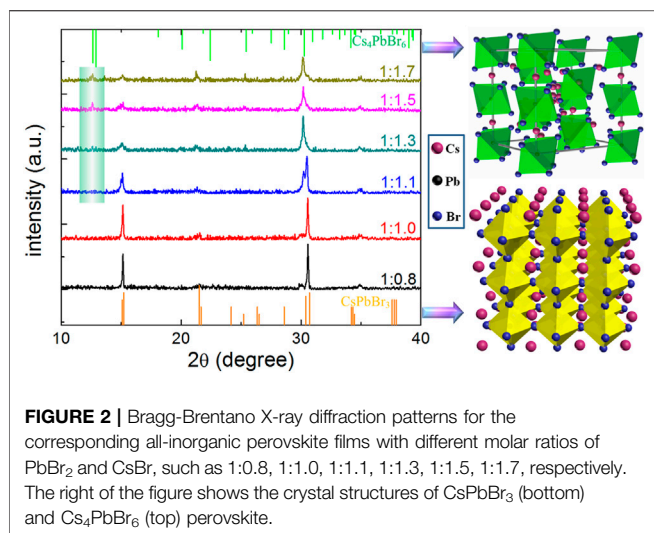 Cs₄PbBr₆
1:1.7
1:1.5
1:1.3
1:1.1
1:1.0
1:0.8
CsPbBr₃
intensity (a.u.)
10 20 30 40
2θ (degree)
Cs
Pb
Br
FIGURE 2 | Bragg-Brentano X-ray diffraction patterns for the
corresponding all-inorganic perovskite films with different molar ratios of
PbBr₂ and CsBr, such as 1:0.8, 1:1.0, 1:1.1, 1:1.3, 1:1.5, 1:1.7, respectively.
The right of the figure shows the crystal structures of CsPbBr₃ (bottom)
and Cs₄PbBr₆ (top) perovskite.